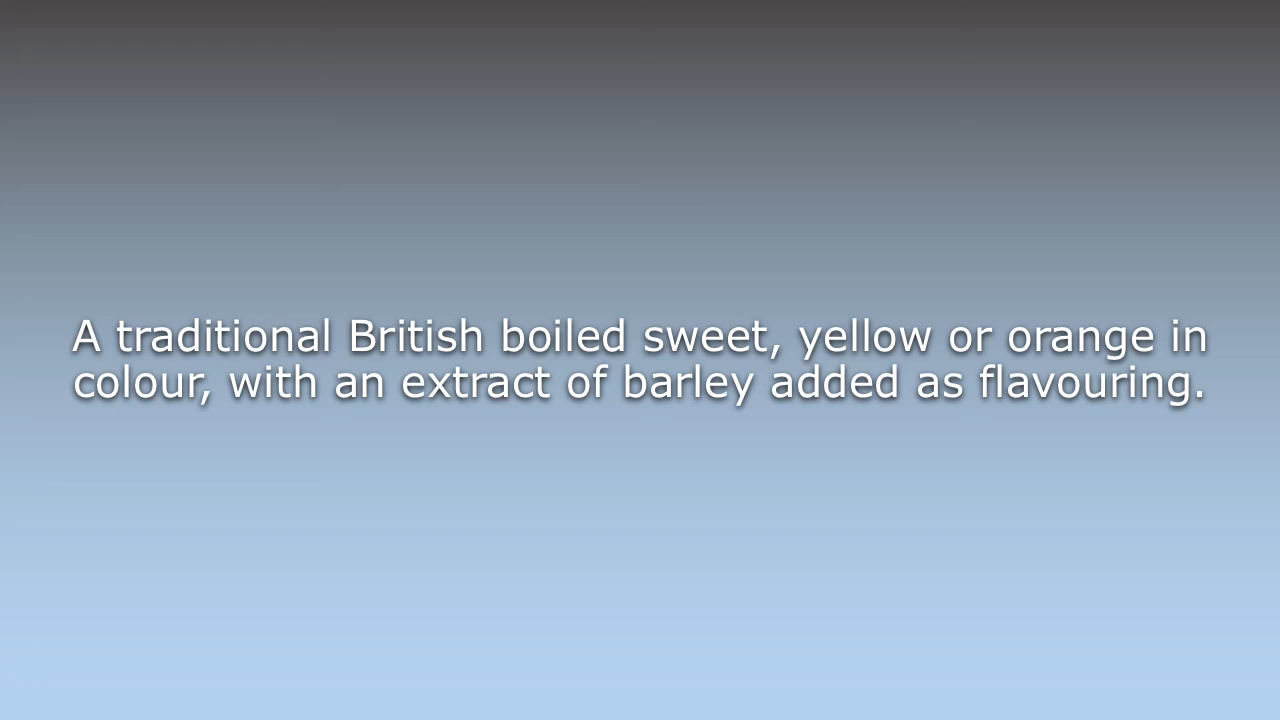 A traditional British boiled sweet, yellow or orange in
colour, with an extract of barley added as flavouring.